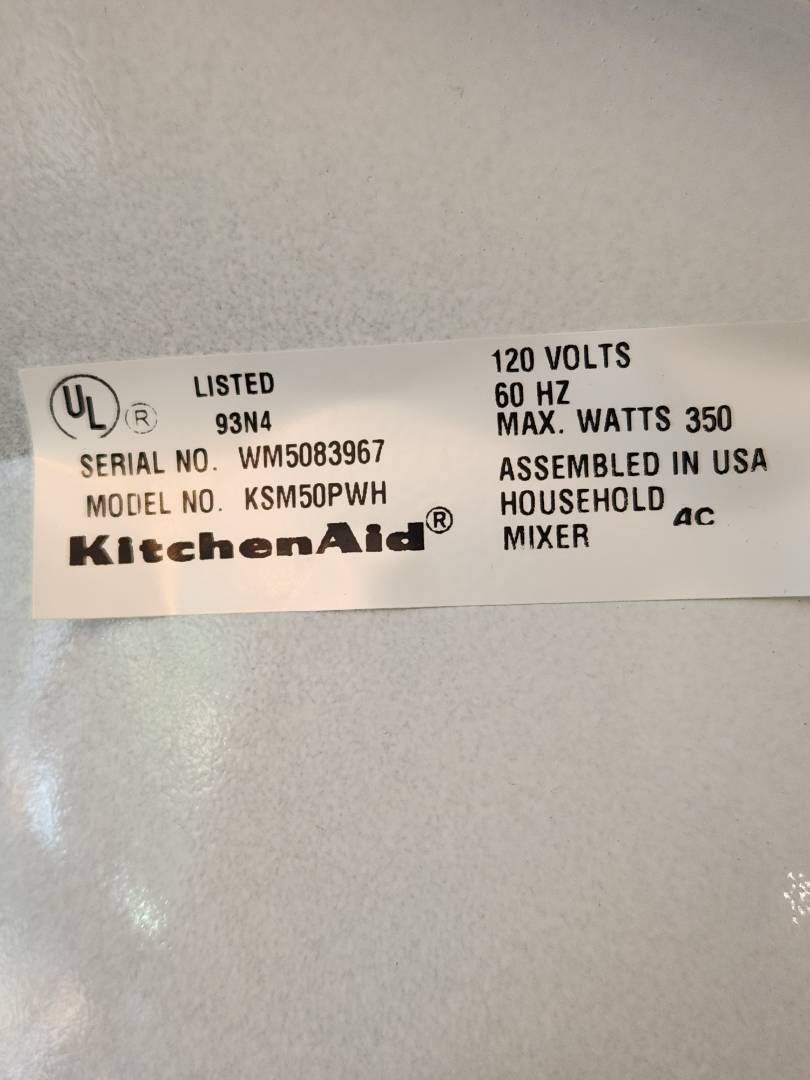 UL ® LISTED
93N4
SERIAL NO. WM5083967
MODEL NO. KSM50PWH
KitchenAid®
120 VOLTS
60 HZ
MAX. WATTS 350
ASSEMBLED IN USA
HOUSEHOLD AC
MIXER